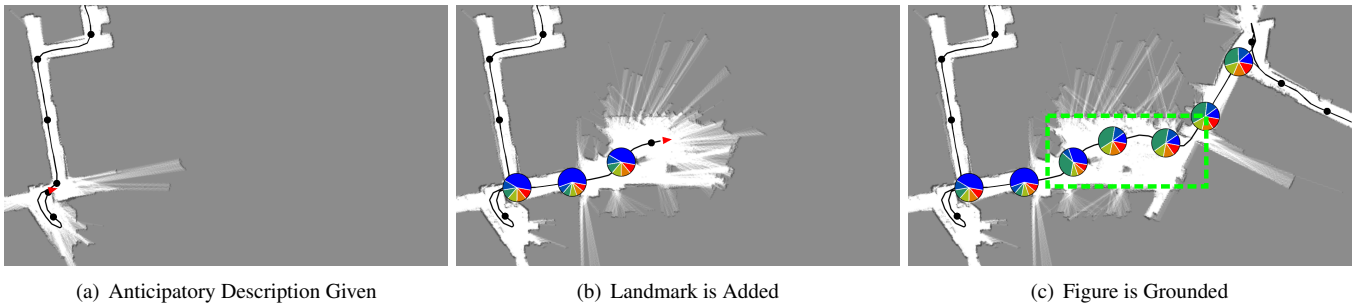 (a) Anticipatory Description Given
(b) Landmark is Added
(c) Figure is Grounded